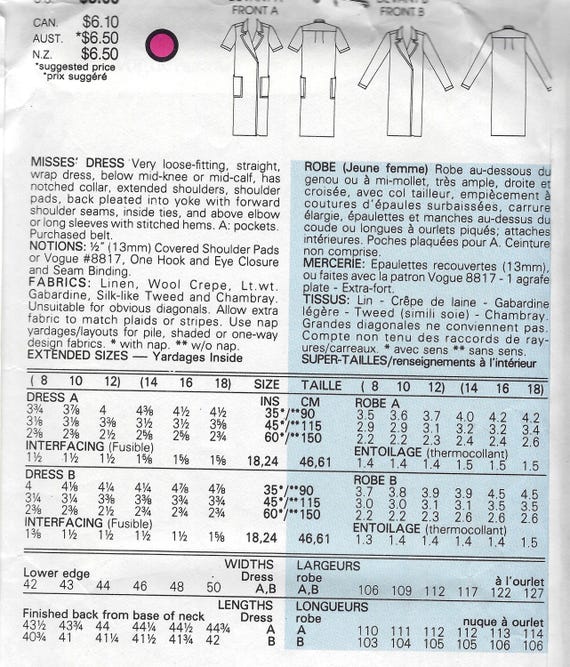 CAN. $6.10
AUST. *$6.50
N.Z. $6.50
*suggested price
*prix suggéré
FRONT A
FRONT B
MISSES' DRESS Very loose-fitting, straight,
wrap dress, below mid-knee or mid-calf, has
notched collar, extended shoulders, shoulder
pads, back pleated into yoke with forward
shoulder seams, inside ties, and above elbow
or long sleeves with stitched hems. A: pockets.
Purchased belt.
NOTIONS: ½" (13mm) Covered Shoulder Pads
or Vogue #8817, One Hook and Eye Closure
and Seam Binding.
FABRICS: Linen, Wool Crepe, Lt.wt.
Gabardine, Silk-like Tweed and Chambray.
Unsuitable for obvious diagonals. Allow extra
fabric to match plaids or stripes. Use nap
yardages/layouts for pile, shaded or one-way
design fabrics. * with nap. ** w/o nap.
EXTENDED SIZES — Yardages Inside
ROBE (Jeune femme) Robe au-dessous du
genou ou à mi-mollet, très ample, droite et
croisée, avec col tailleur, empiècement à
coutures d'épaules surbaissées, carrure
élargie, épaulettes et manches au-dessus du
coude ou longues à ourlets piqués; attaches
intérieures. Poches plaquées pour A. Ceinture
non comprise.
MERCERIE: Epaulettes recouvertes (13mm),
ou faites avec la patron Vogue 8817 - 1 agrafe
plate - Extra-fort.
TISSUS: Lin - Crêpe de laine - Gabardine
légère - Tweed (simili soie) - Chambray.
Grandes diagonales ne conviennent pas.
Compte non tenu des raccords de ray-
ures/carreaux. * avec sens ** sans sens.
SUPER-TAILLES/renseignements à l'intérieur
( 8 10 12) (14 16 18) SIZE TAILLE ( 8 10 12) (14 16 18)
DRESS A INS CM ROBE A
3¾ 3⅞ 4 4⅜ 4½ 4½ 35*/**90 3.5 3.6 3.7 4.0 4.2 4.2
3⅛ 3⅛ 3⅜ 3½ 3½ 3⅝ 45*/**115 2.9 2.9 3.1 3.2 3.2 3.4
2⅜ 2⅜ 2½ 2⅝ 2⅝ 2¾ 60*/**150 2.2 2.2 2.3 2.4 2.4 2.6
INTERFACING (Fusible) ENTOILAGE (thermocollant)
1½ 1½ 1½ 1⅝ 1⅝ 1⅝ 18,24 46,61 1.4 1.4 1.4 1.5 1.5 1.5
DRESS B ROBE B
4 4⅛ 4¼ 4¼ 4⅞ 4⅞ 35*/**90 3.7 3.8 3.9 3.9 4.5 4.5
3¼ 3¼ 3⅜ 3⅜ 3¾ 3¾ 45*/**115 3.0 3.0 3.1 3.1 3.5 3.5
2⅜ 2⅜ 2½ 2¾ 2¾ 2¾ 60*/**150 2.2 2.2 2.3 2.6 2.6 2.6
INTERFACING (Fusible) ENTOILAGE (thermocollant)
1⅜ 1½ 1½ 1½ 1½ 1⅝ 18,24 46,61 1.3 1.4 1.4 1.4 1.4 1.5
WIDTHS LARGEURS
Lower edge Dress robe à l'ourlet
42 43 44 46 48 50 A,B A,B 106 109 112 117 122 127
LENGTHS LONGUEURS
Finished back from base of neck Dress robe nuque à ourlet
43½ 43¾ 44 44¼ 44½ 44¾ A A 110 111 112 112 113 114
40¾ 41 41¼ 41½ 41¾ 42 B B 103 104 105 105 106 106